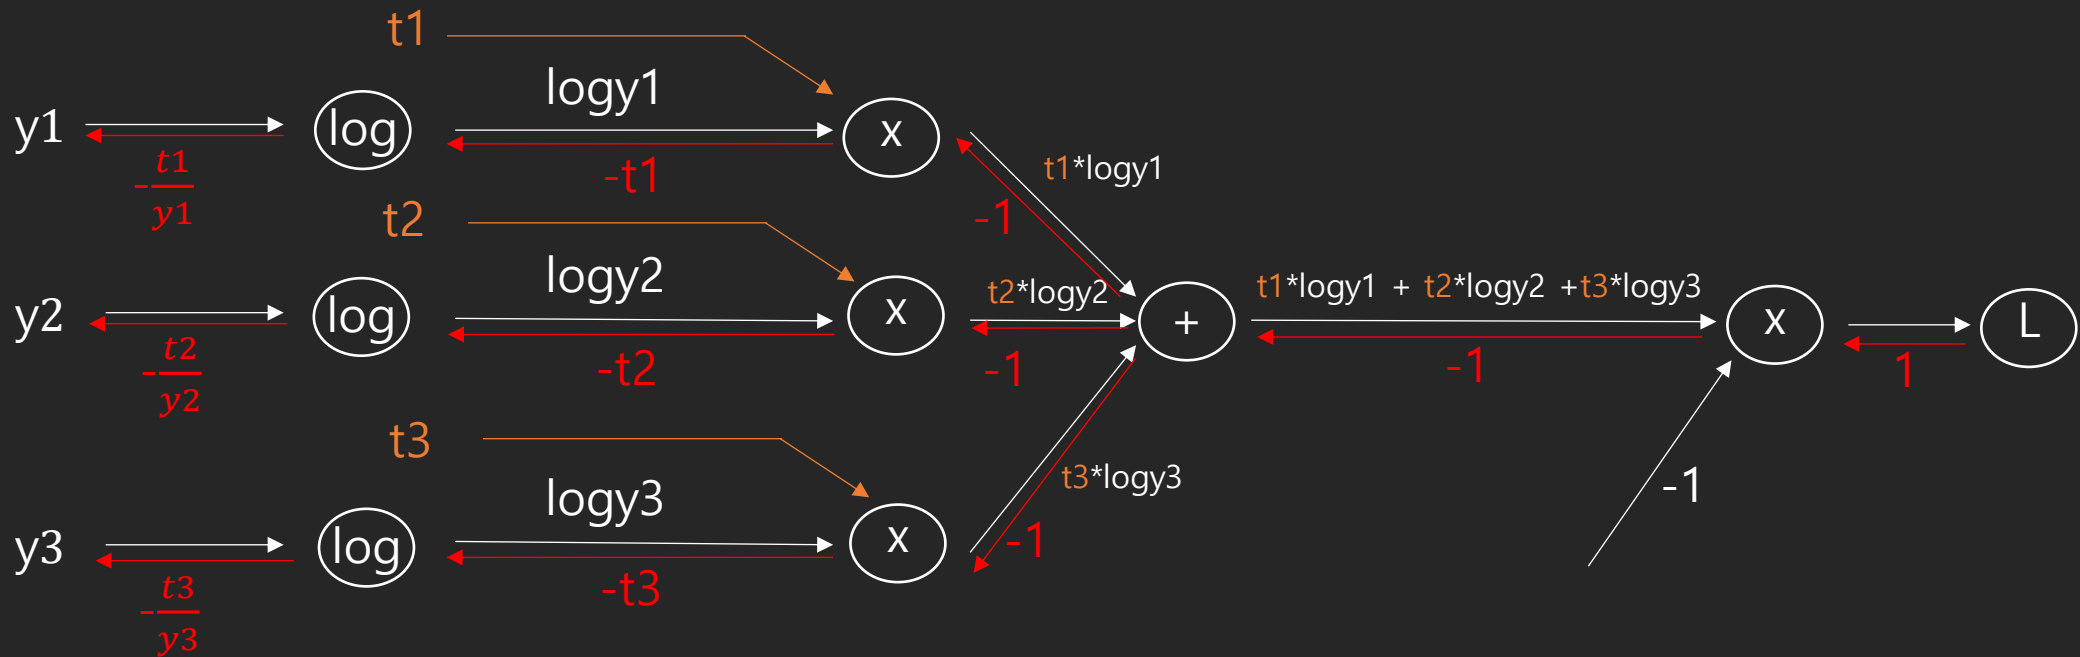 t1
logy1
y1 log x
t1*logy1
-t1/y1
-t1
-1
t2
logy2
t2*logy2
t1*logy1 + t2*logy2 +t3*logy3
y2 log x + x L
-t2/y2
-t2
-1
-1
1
t3
t3*logy3
-1
logy3
y3 log x
-1
-t3/y3
-t3